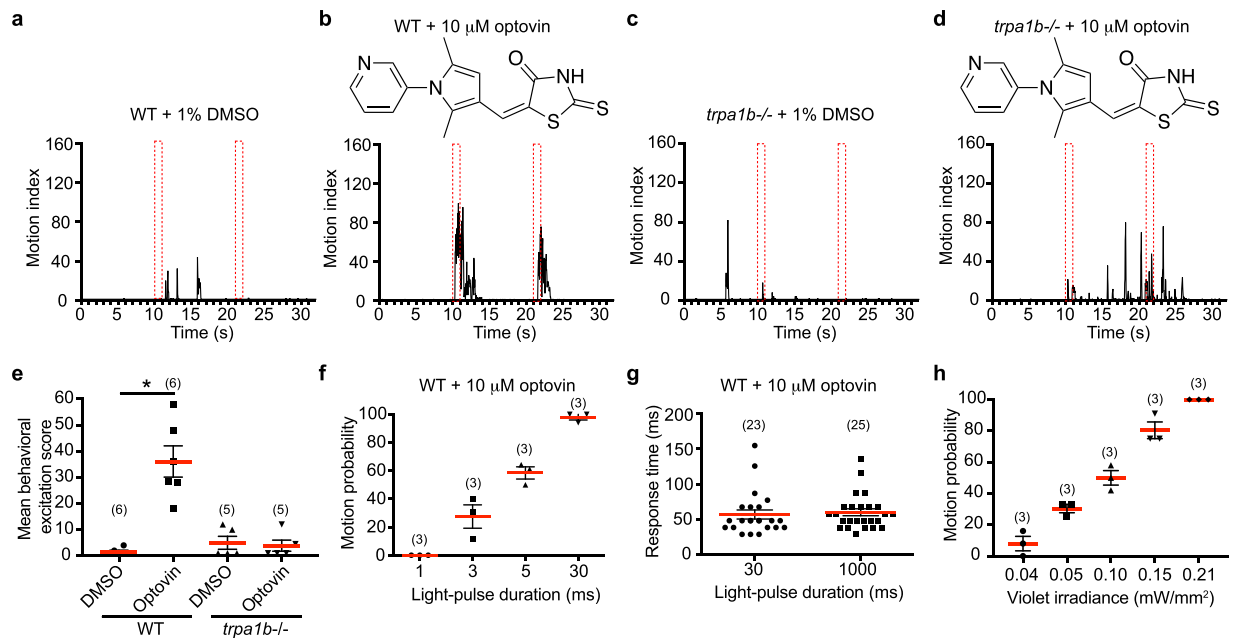 a
WT + 1% DMSO
Motion index
160
120
80
40
0
0 5 10 15 20 25 30
Time (s)
b
WT + 10 μM optovin
N
N
O
NH
S
S
Motion index
160
120
80
40
0
0 5 10 15 20 25 30
Time (s)
c
trpa1b-/- + 1% DMSO
Motion index
160
120
80
40
0
0 5 10 15 20 25 30
Time (s)
d
trpa1b-/- + 10 μM optovin
N
N
O
NH
S
S
Motion index
160
120
80
40
0
0 5 10 15 20 25 30
Time (s)
e
Mean behavioral
excitation score
60
50
40
30
20
10
0
*
(6)
(6)
(5)
(5)
DMSO
Optovin
DMSO
Optovin
WT
trpa1b-/-
f
WT + 10 μM optovin
Motion probability
100
80
60
40
20
0
(3)
(3)
(3)
(3)
1 3 5 30
Light-pulse duration (ms)
g
WT + 10 μM optovin
Response time (ms)
200
150
100
50
0
(23)
(25)
30 1000
Light-pulse duration (ms)
h
Motion probability
100
80
60
40
20
0
(3)
(3)
(3)
(3)
(3)
0.04 0.05 0.10 0.15 0.21
Violet irradiance (mW/mm²)